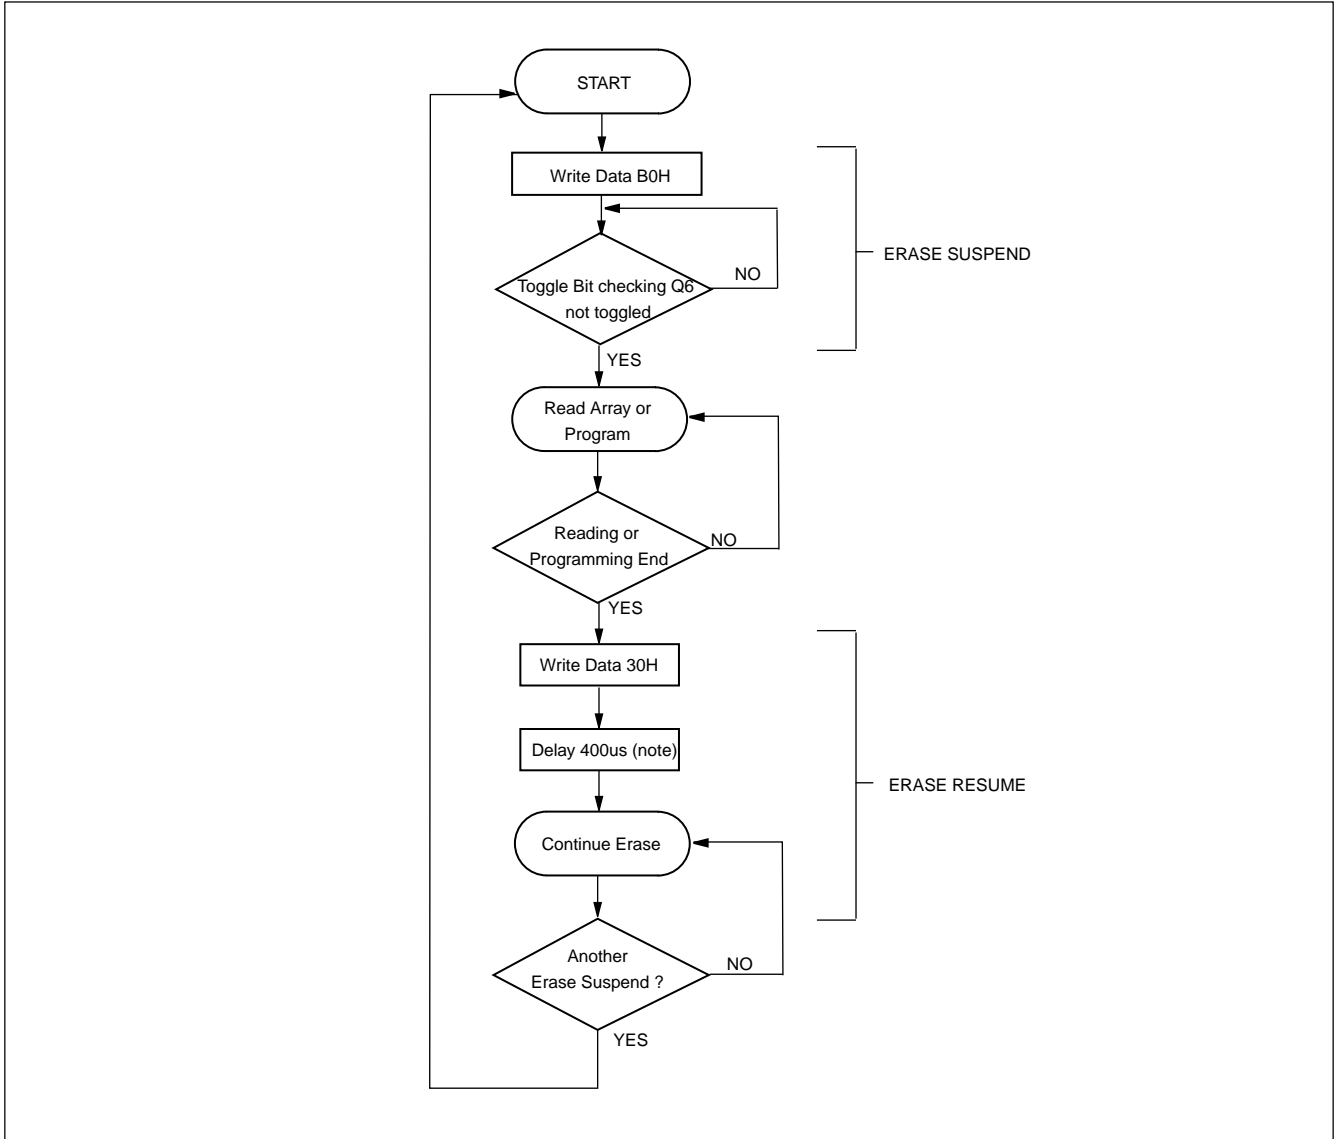 START
Write Data B0H
ERASE SUSPEND
NO
Toggle Bit checking Q6
not toggled
YES
Read Array or
Program
Reading or
NO
Programming End
YES
Write Data 30H
Delay 400us (note)
ERASE RESUME
Continue Erase
Another
NO
Erase Suspend ?
YES